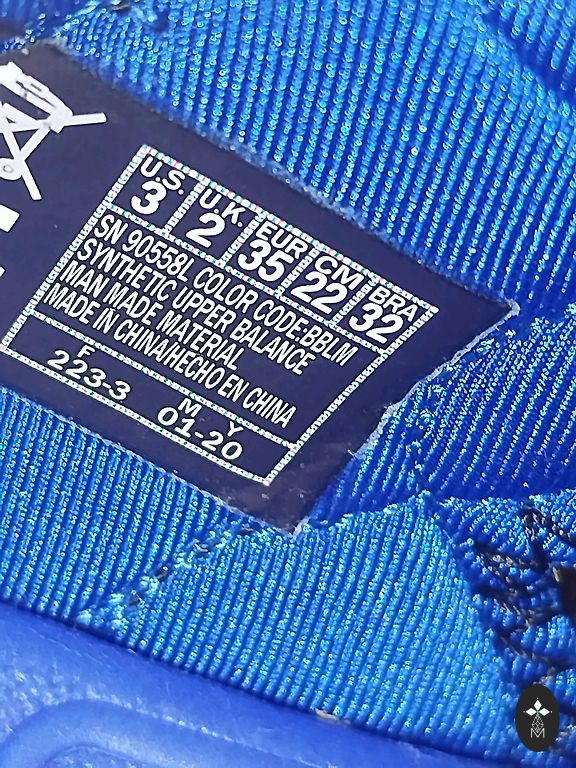 U.S. U.K. EUR CM BRA
3 2 35 22 32
SN 90558L COLOR CODE:BBLM
SYNTHETIC UPPER BALANCE
MAN MADE MATERIAL
MADE IN CHINA/HECHO EN CHINA
F M Y
223-3 01-20
M